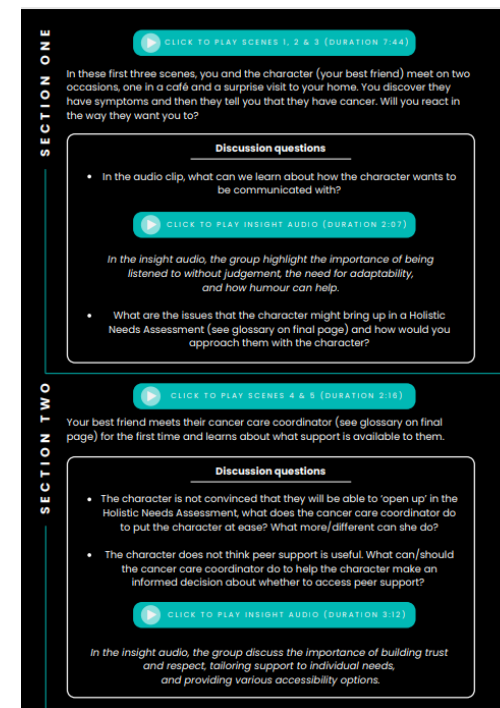 SECTION ONE
CLICK TO PLAY SCENES 1, 2 & 3 (DURATION 7:44)
In these first three scenes, you and the character (your best friend) meet on two
occasions, one in a café and a surprise visit to your home. You discover they
have symptoms and then they tell you that they have cancer. Will you react in
the way they want you to?
Discussion questions
• In the audio clip, what can we learn about how the character wants to
be communicated with?
CLICK TO PLAY INSIGHT AUDIO (DURATION 2:07)
In the insight audio, the group highlight the importance of being
listened to without judgement, the need for adaptability,
and how humour can help.
• What are the issues that the character might bring up in a Holistic
Needs Assessment (see glossary on final page) and how would you
approach them with the character?
SECTION TWO
CLICK TO PLAY SCENES 4 & 5 (DURATION 2:16)
Your best friend meets their cancer care coordinator (see glossary on final
page) for the first time and learns about what support is available to them.
Discussion questions
• The character is not convinced that they will be able to ‘open up’ in the
Holistic Needs Assessment, what does the cancer care coordinator do
to put the character at ease? What more/different can she do?
• The character does not think peer support is useful. What can/should
the cancer care coordinator do to help the character make an
informed decision about whether to access peer support?
CLICK TO PLAY INSIGHT AUDIO (DURATION 3:12)
In the insight audio, the group discuss the importance of building trust
and respect, tailoring support to individual needs,
and providing various accessibility options.